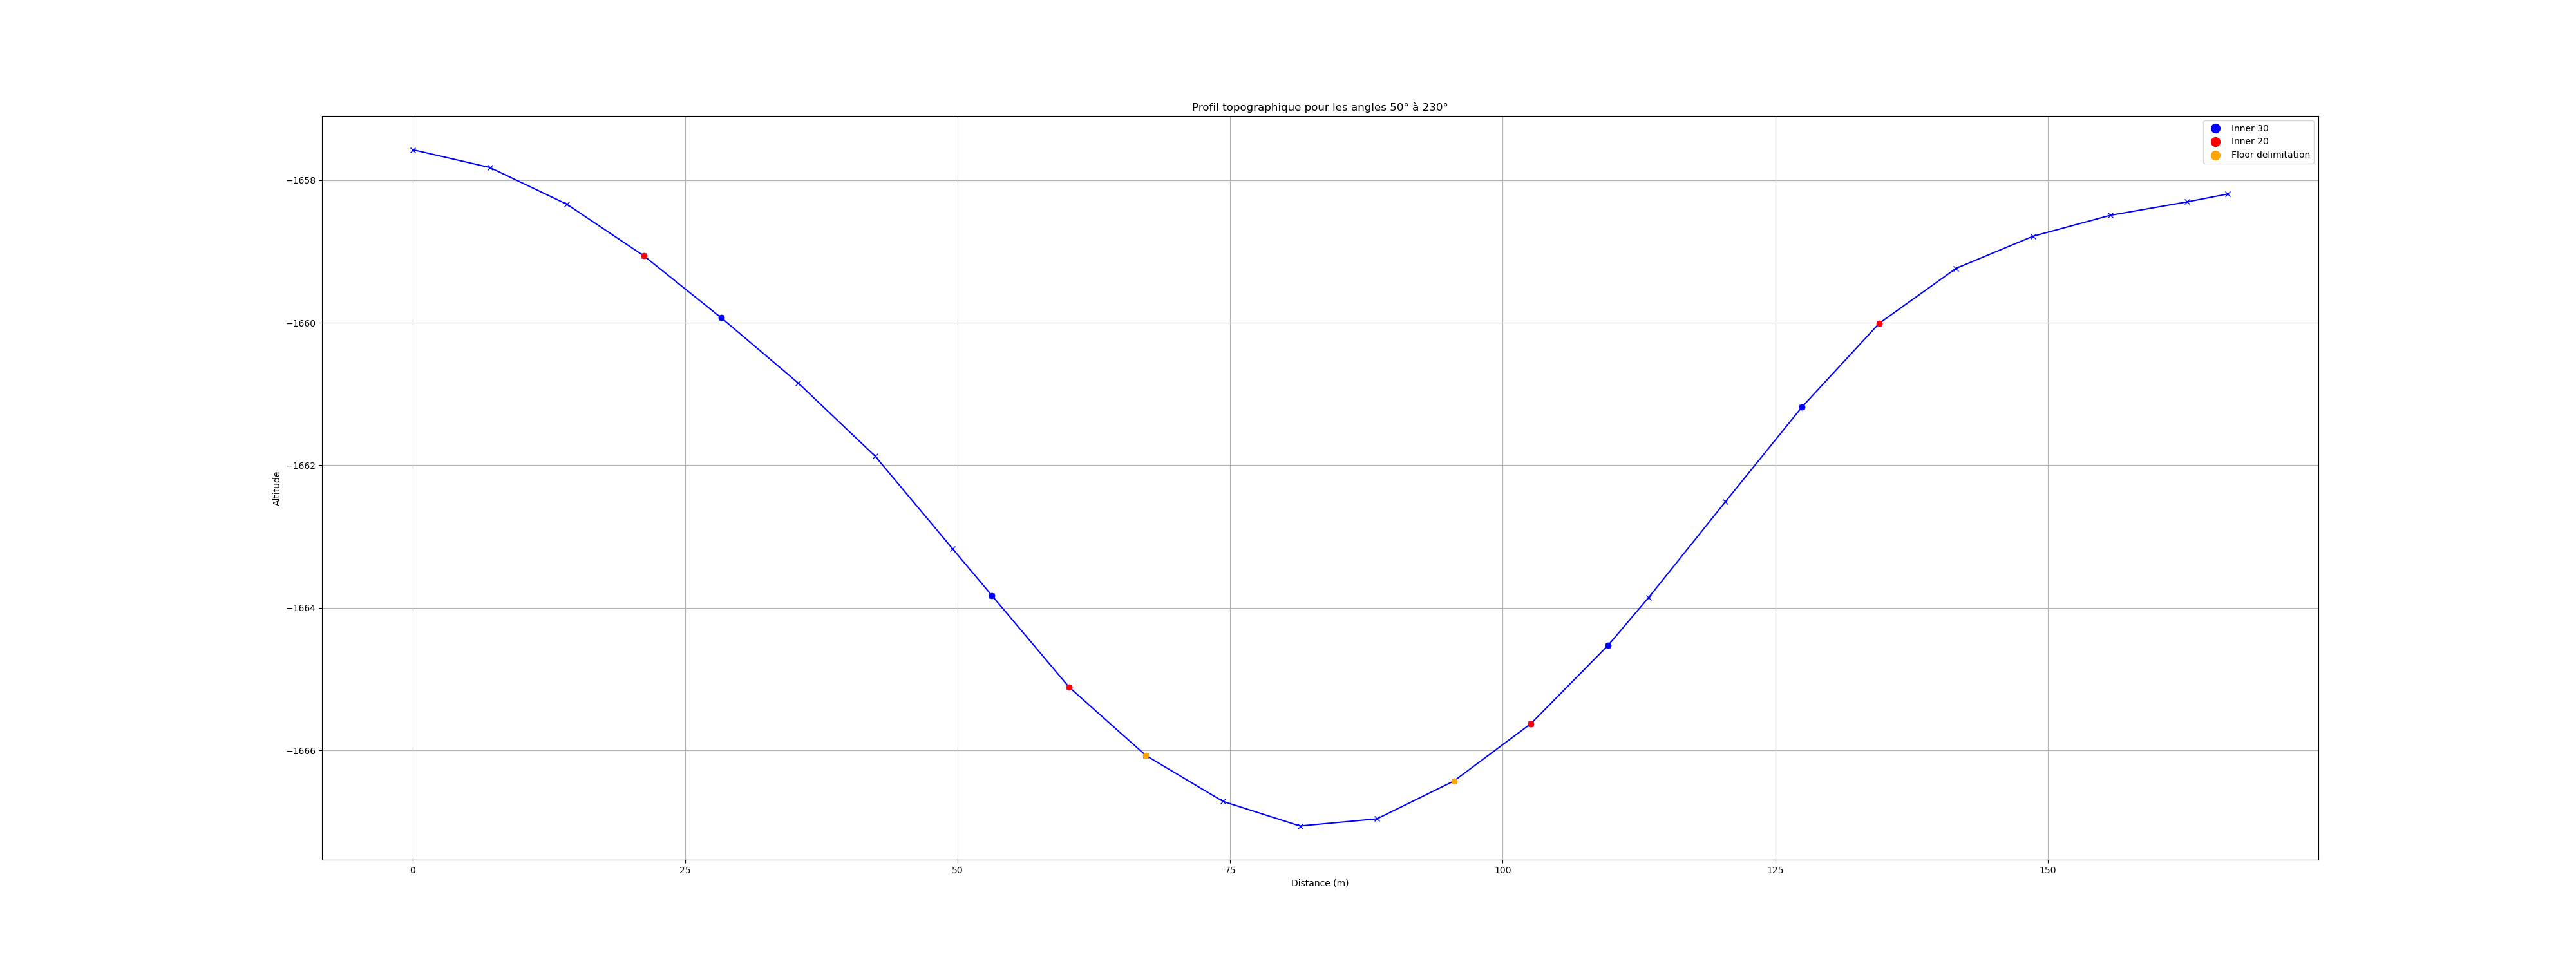 Profil topographique pour les angles 50° à 230°
Inner 30
Inner 20
Floor delimitation
−1658
−1660
−1662
−1664
−1666
Altitude
0 25 50 75 100 125 150
Distance (m)